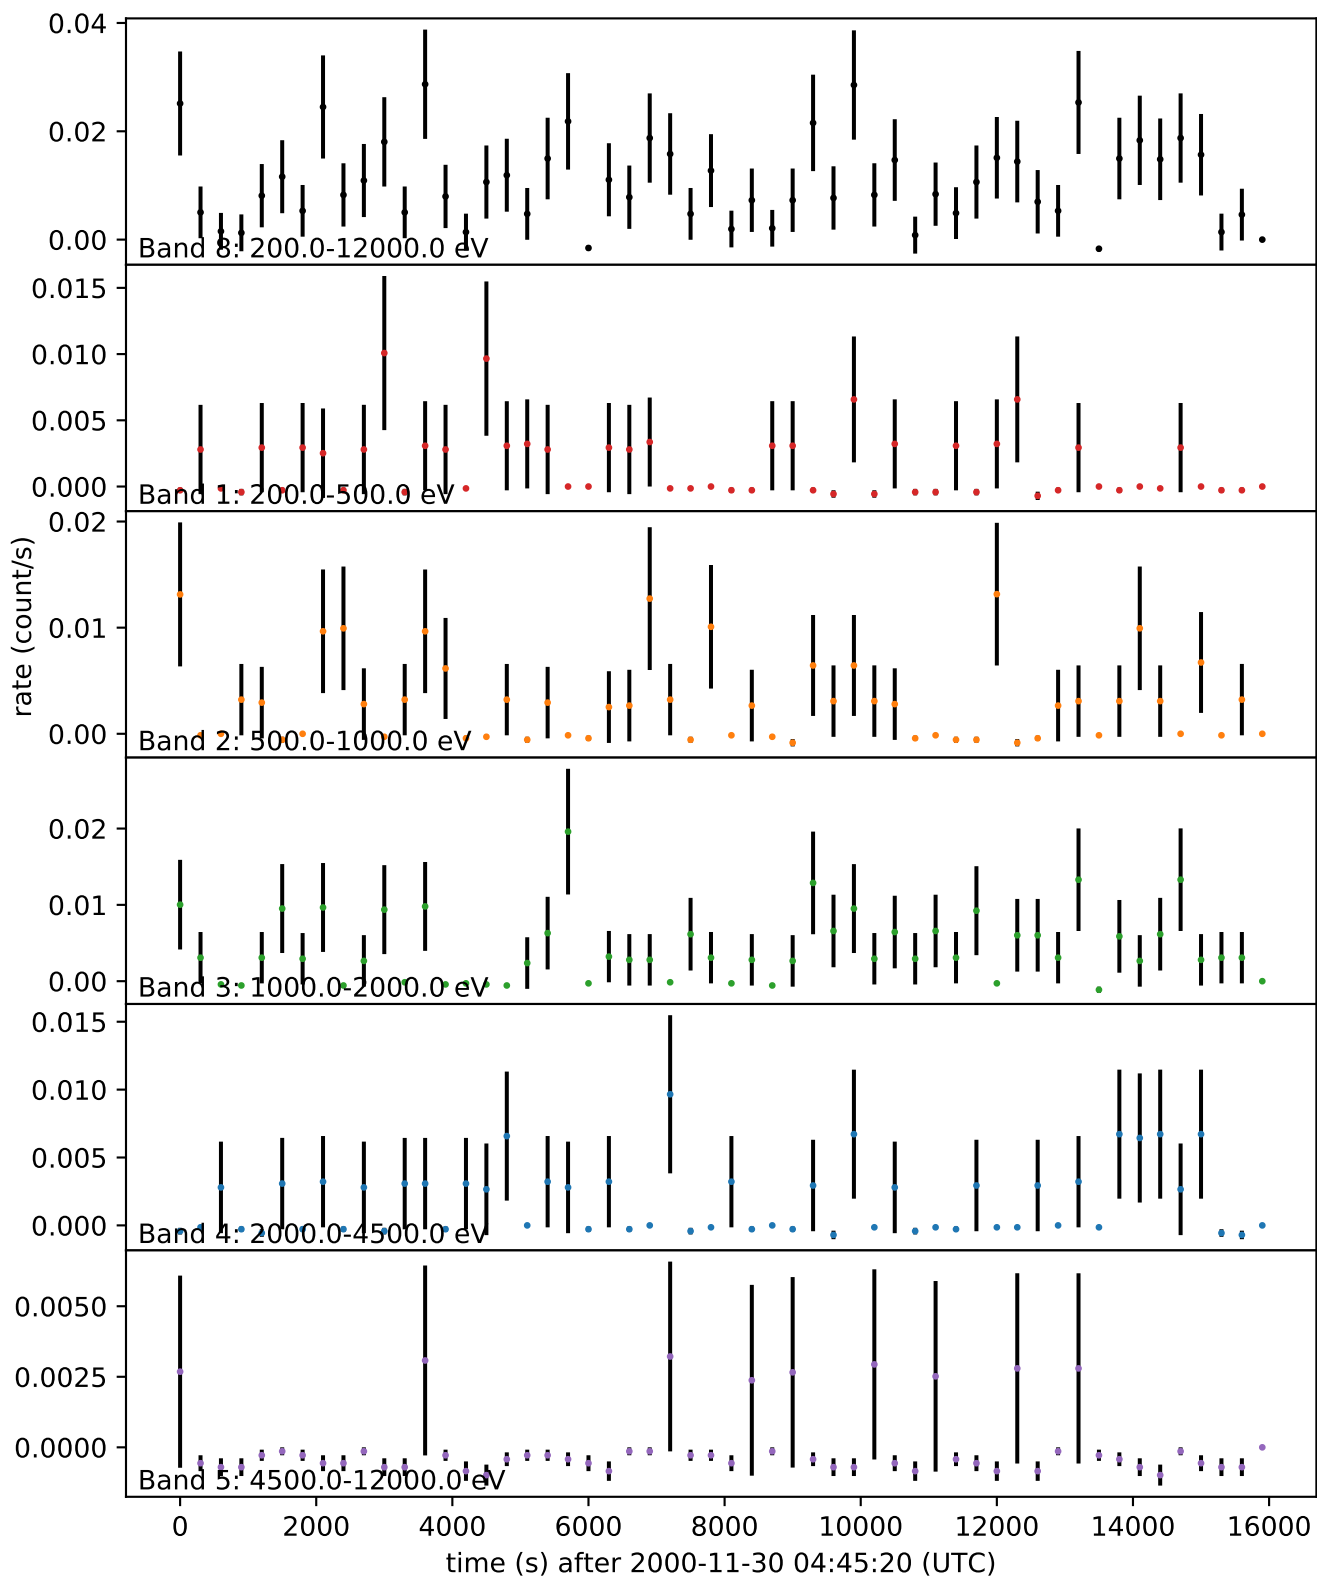 0.04
0.02
0.00
Band 8: 200.0-12000.0 eV
0.015
0.010
0.005
0.000
Band 1: 200.0-500.0 eV
0.02
0.01
0.00
Band 2: 500.0-1000.0 eV
rate (count/s)
0.02
0.01
0.00
Band 3: 1000.0-2000.0 eV
0.015
0.010
0.005
0.000
Band 4: 2000.0-4500.0 eV
0.0050
0.0025
0.0000
Band 5: 4500.0-12000.0 eV
0 2000 4000 6000 8000 10000 12000 14000 16000
time (s) after 2000-11-30 04:45:20 (UTC)